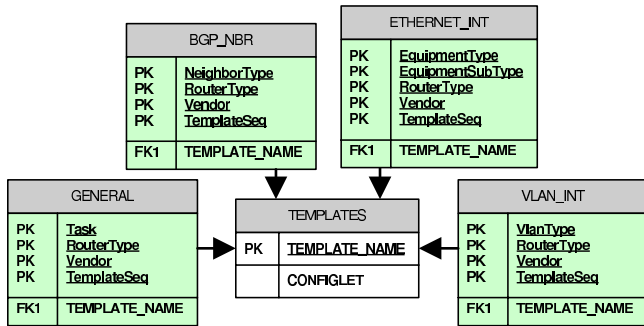 BGP_NBR
PK NeighborType
PK RouterType
PK Vendor
PK TemplateSeq
FK1 TEMPLATE_NAME
ETHERNET_INT
PK EquipmentType
PK EquipmentSubType
PK RouterType
PK Vendor
PK TemplateSeq
FK1 TEMPLATE_NAME
GENERAL
PK Task
PK RouterType
PK Vendor
PK TemplateSeq
FK1 TEMPLATE_NAME
TEMPLATES
PK TEMPLATE_NAME
CONFIGLET
VLAN_INT
PK VlanType
PK RouterType
PK Vendor
PK TemplateSeq
FK1 TEMPLATE_NAME